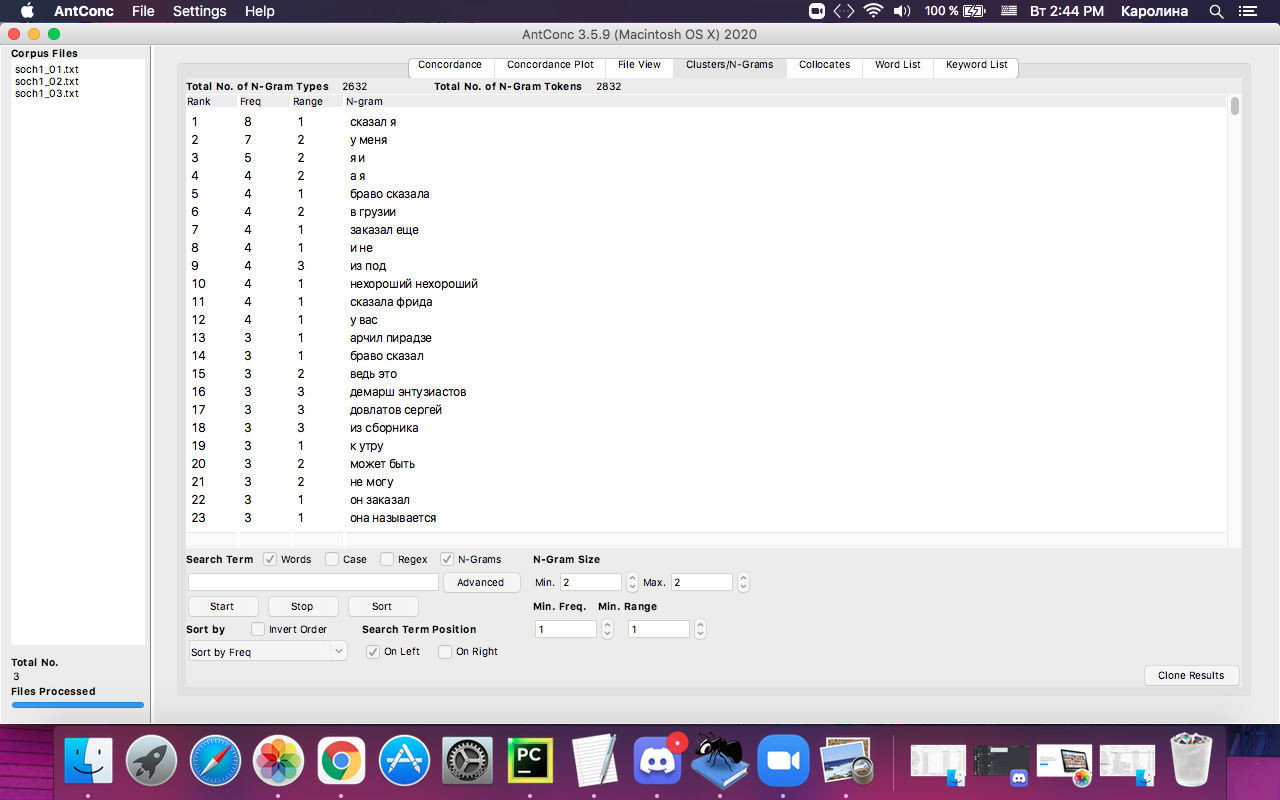 AntConc File Settings Help 100 % Вт 2:44 PM Каролина
AntConc 3.5.9 (Macintosh OS X) 2020
Corpus Files
soch1_01.txt
soch1_02.txt
soch1_03.txt
Concordance Concordance Plot File View Clusters/N-Grams Collocates Word List Keyword List
Total No. of N-Gram Types 2632 Total No. of N-Gram Tokens 2832
Rank Freq Range N-gram
1 8 1 сказал я
2 7 2 у меня
3 5 2 я и
4 4 2 а я
5 4 1 браво сказала
6 4 2 в грузии
7 4 1 заказал еще
8 4 1 и не
9 4 3 из под
10 4 1 нехороший нехороший
11 4 1 сказала фрида
12 4 1 у вас
13 3 1 арчил пирадзе
14 3 1 браво сказал
15 3 2 ведь это
16 3 3 демарш энтузиастов
17 3 3 довлатов сергей
18 3 3 из сборника
19 3 1 к утру
20 3 2 может быть
21 3 2 не могу
22 3 1 он заказал
23 3 1 она называется
Search Term Words Case Regex N-Grams N-Gram Size
Advanced Min. 2 Max. 2
Start Stop Sort Min. Freq. Min. Range
Sort by Invert Order Search Term Position 1 1
Sort by Freq On Left On Right
Total No.
3
Files Processed
Clone Results
PC